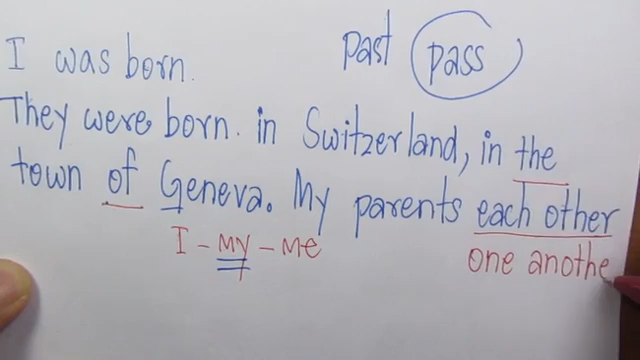 I was born.
past pass
They were born. in Switzerland, in the
town of Geneva. My parents each other
I - My - Me
one anothe